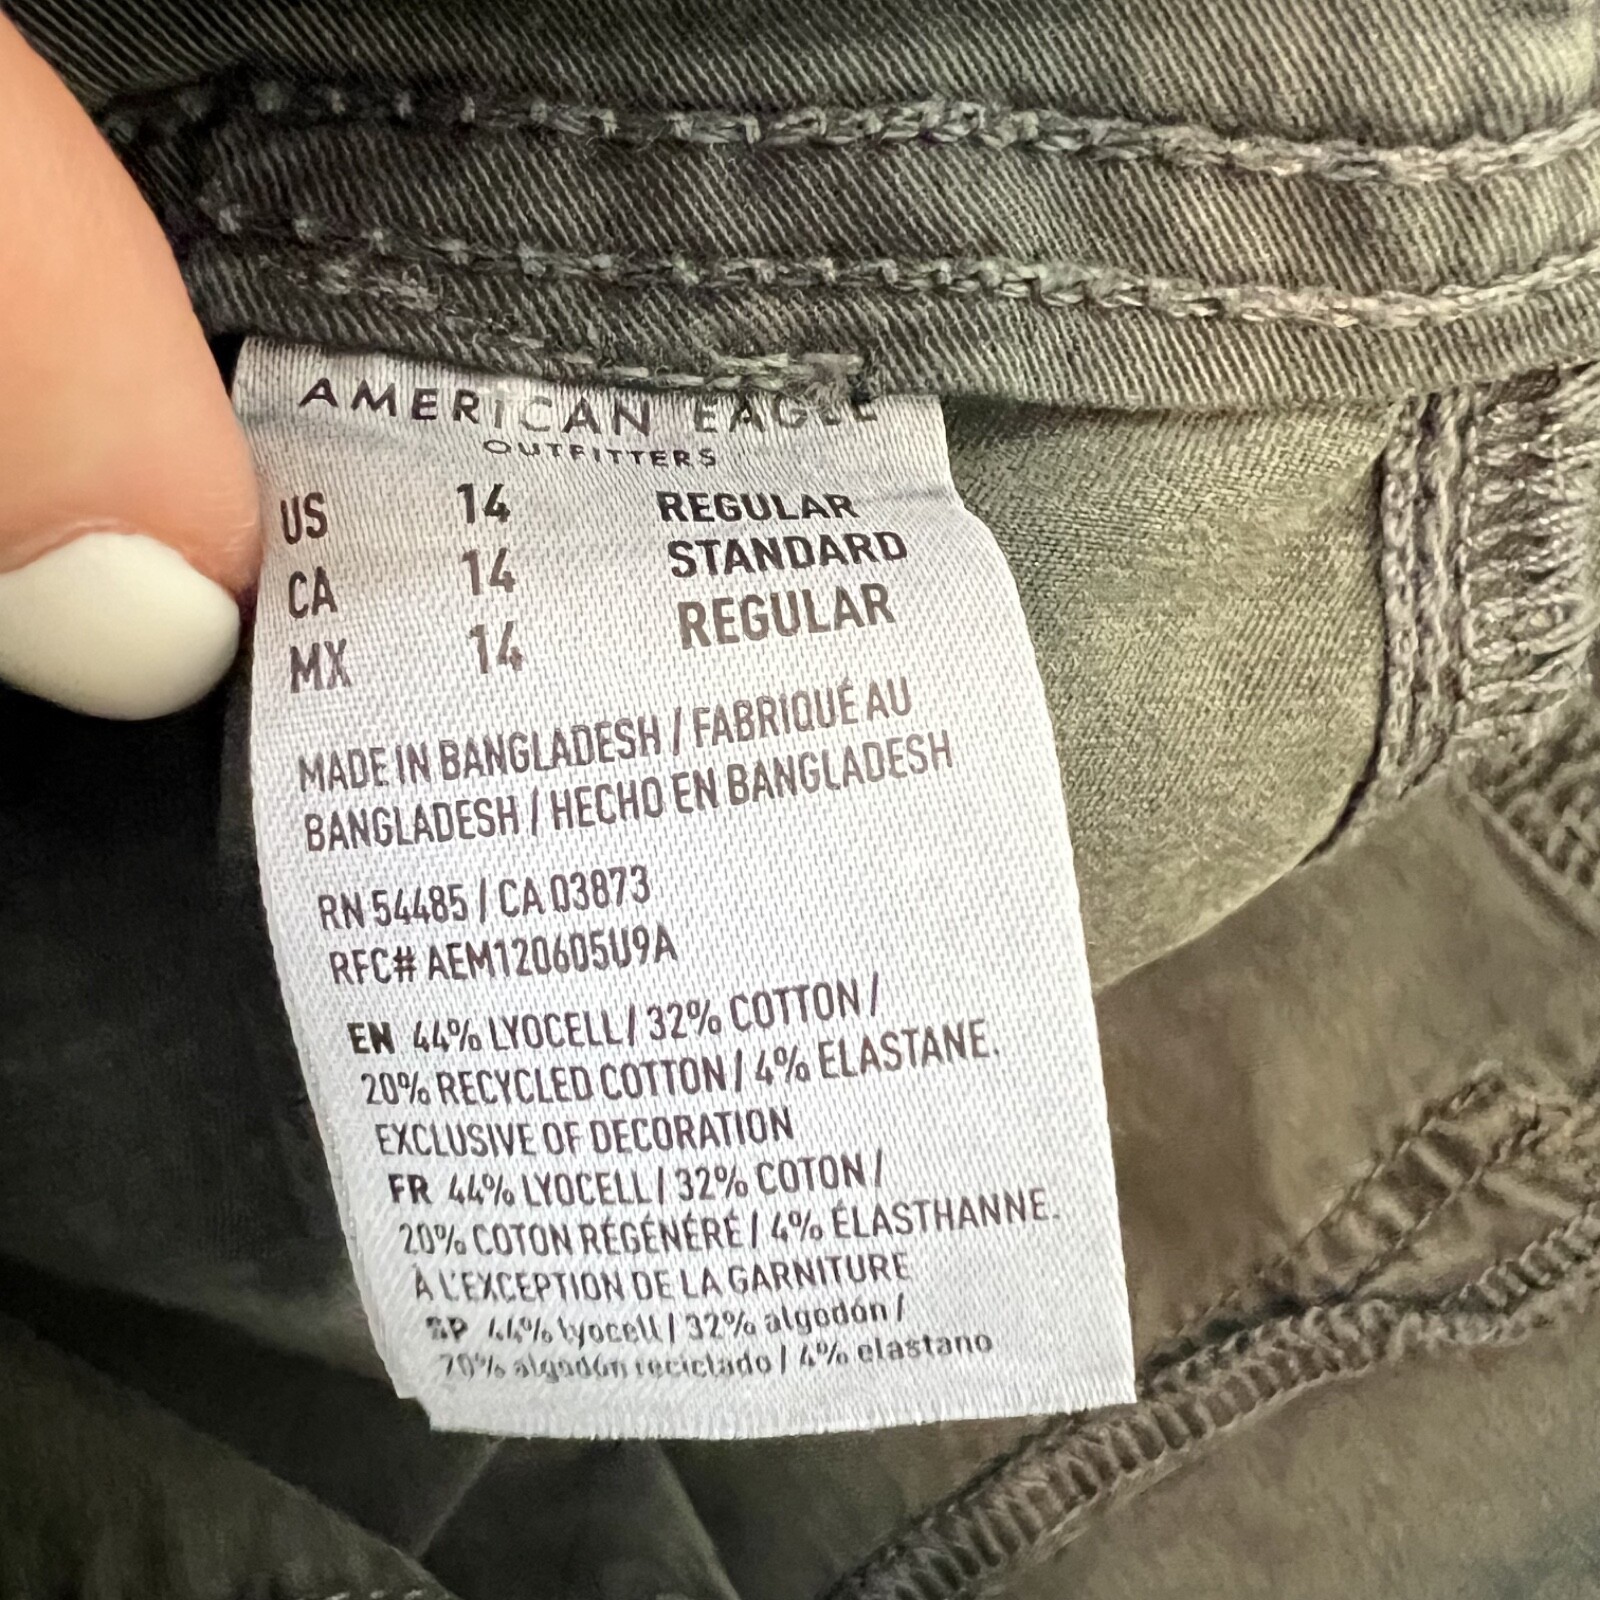 AMERICAN EAGLE
OUTFITTERS
US 14 REGULAR
CA 14 STANDARD
MX 14 REGULAR
MADE IN BANGLADESH / FABRIQUÉ AU
BANGLADESH / HECHO EN BANGLADESH
RN 54485 / CA 03873
RFC# AEM120605U9A
EN 44% LYOCELL / 32% COTTON /
20% RECYCLED COTTON / 4% ELASTANE.
EXCLUSIVE OF DECORATION
FR 44% LYOCELL / 32% COTON /
20% COTON RÉGÉNÉRÉ / 4% ÉLASTHANNE.
À L'EXCEPTION DE LA GARNITURE
SP 44% lyocell / 32% algodón /
20% algodón reciclado / 4% elastano